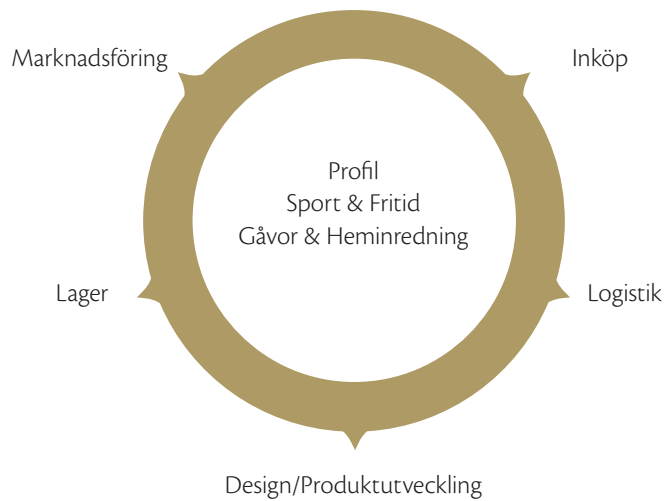 Marknadsföring
Inköp
Profil
Sport & Fritid
Gåvor & Heminredning
Lager
Logistik
Design/Produktutveckling